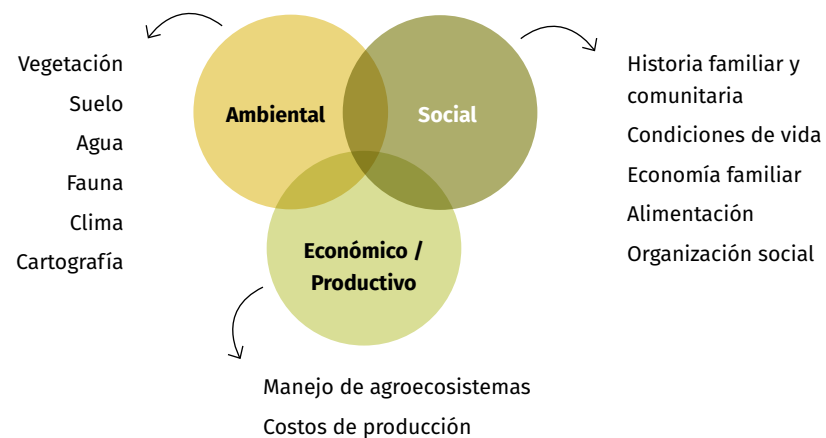 Ambiental
Vegetación
Suelo
Agua
Fauna
Clima
Cartografía
Social
Historia familiar y
comunitaria
Condiciones de vida
Economía familiar
Alimentación
Organización social
Económico /
Productivo
Manejo de agroecosistemas
Costos de producción